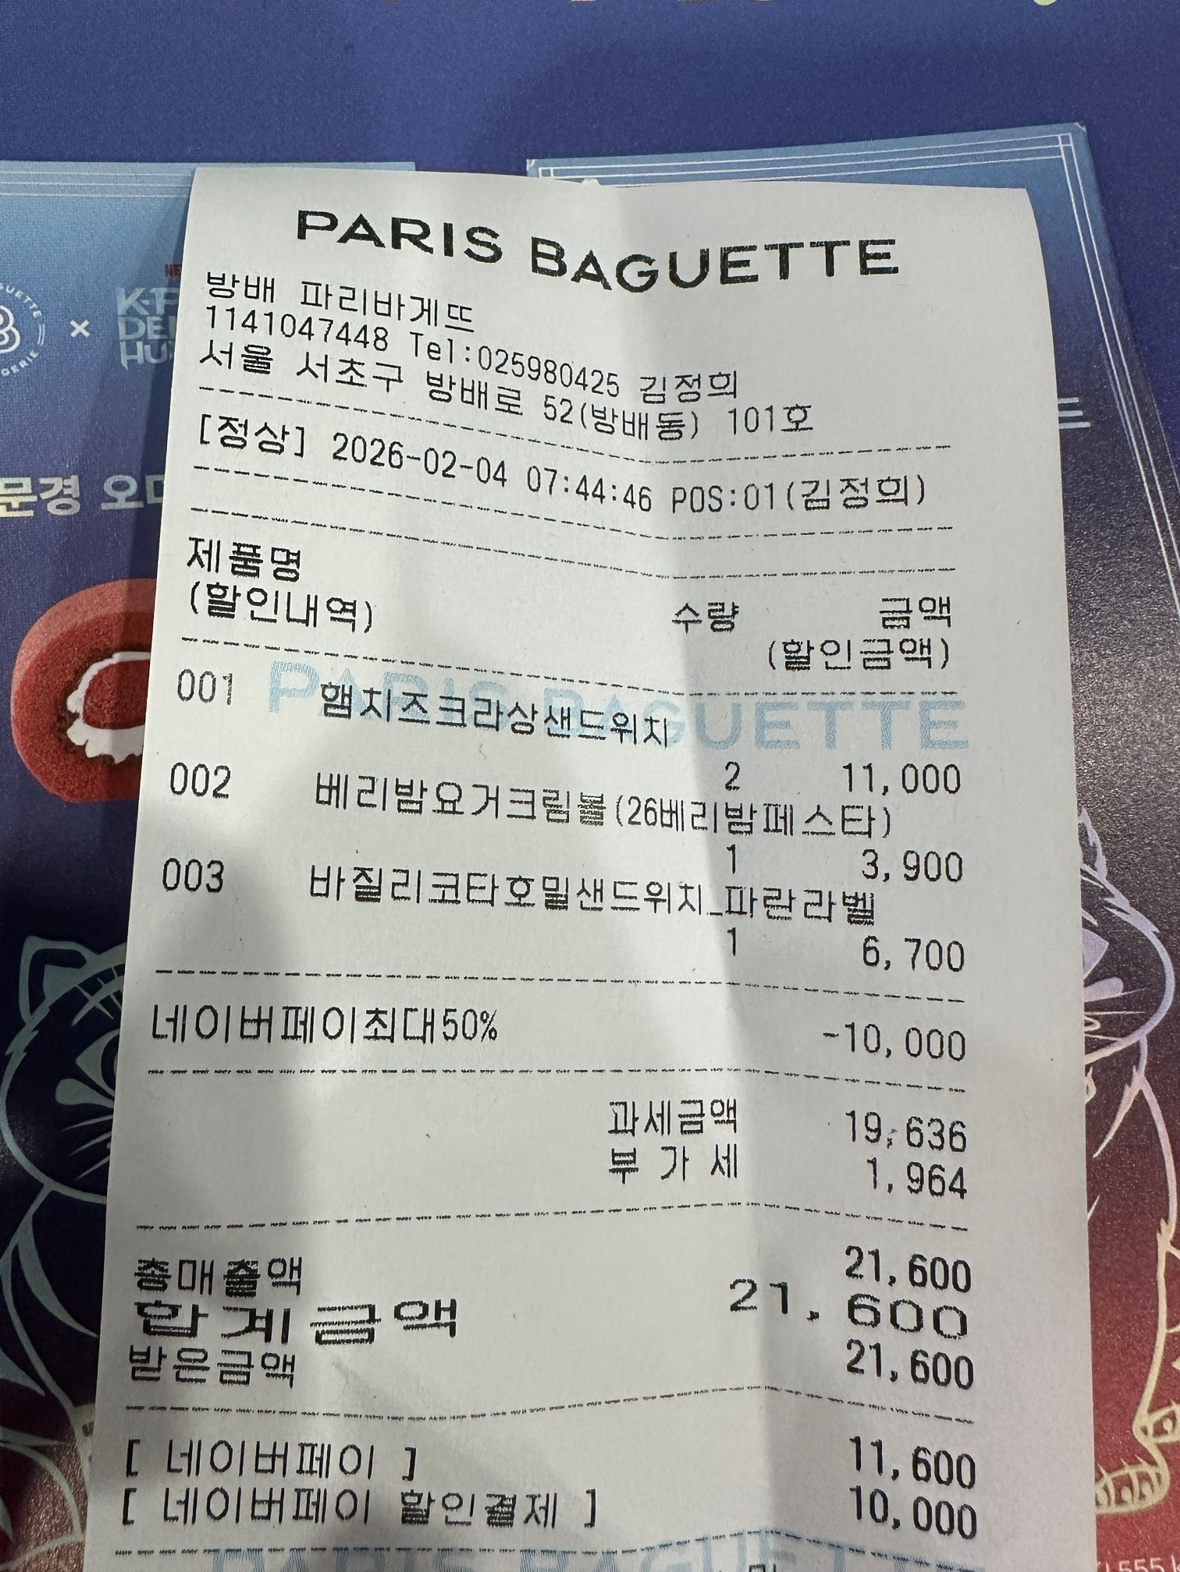 PARIS BAGUETTE
방배 파리바게뜨
1141047448 Tel:025980425 김정희
서울 서초구 방배로 52(방배동) 101호
[정상] 2026-02-04 07:44:46 POS:01(김정희)
제품명
(할인내역) 수량 금액
(할인금액)
PARIS BAGUETTE
001 햄치즈크라상샌드위치
2 11,000
002 베리밤요거크림볼(26베리밤페스타)
1 3,900
003 바질리코타호밀샌드위치_파란라벨
1 6,700
네이버페이최대50% -10,000
과세금액 19,636
부 가 세 1,964
총매출액 21,600
합계금액 21,600
받은금액 21,600
[ 네이버페이 ] 11,600
[ 네이버페이 할인결제 ] 10,000
PARIS BAGUETTE
×
문경